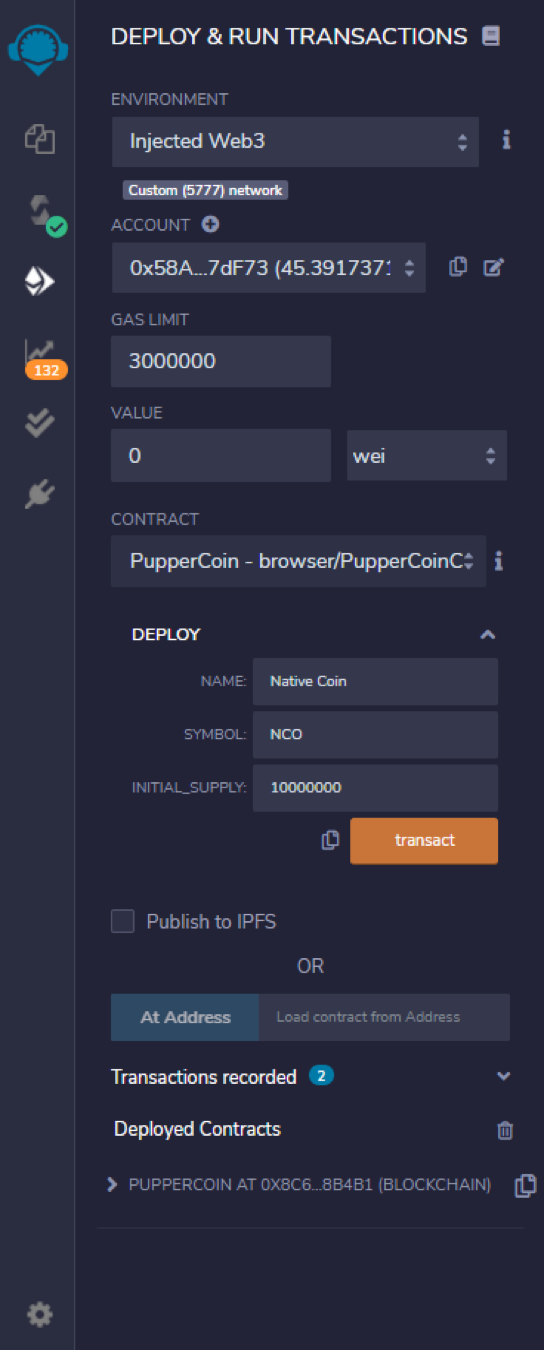 DEPLOY & RUN TRANSACTIONS
ENVIRONMENT
Injected Web3
i
Custom (5777) network
ACCOUNT
0x58A...7dF73 (45.3917371
GAS LIMIT
3000000
132
VALUE
0 wei
CONTRACT
PupperCoin - browser/PupperCoinC
i
DEPLOY
NAME: Native Coin
SYMBOL: NCO
INITIAL_SUPPLY: 10000000
transact
Publish to IPFS
OR
At Address Load contract from Address
Transactions recorded 2
Deployed Contracts
PUPPERCOIN AT 0X8C6...8B4B1 (BLOCKCHAIN)